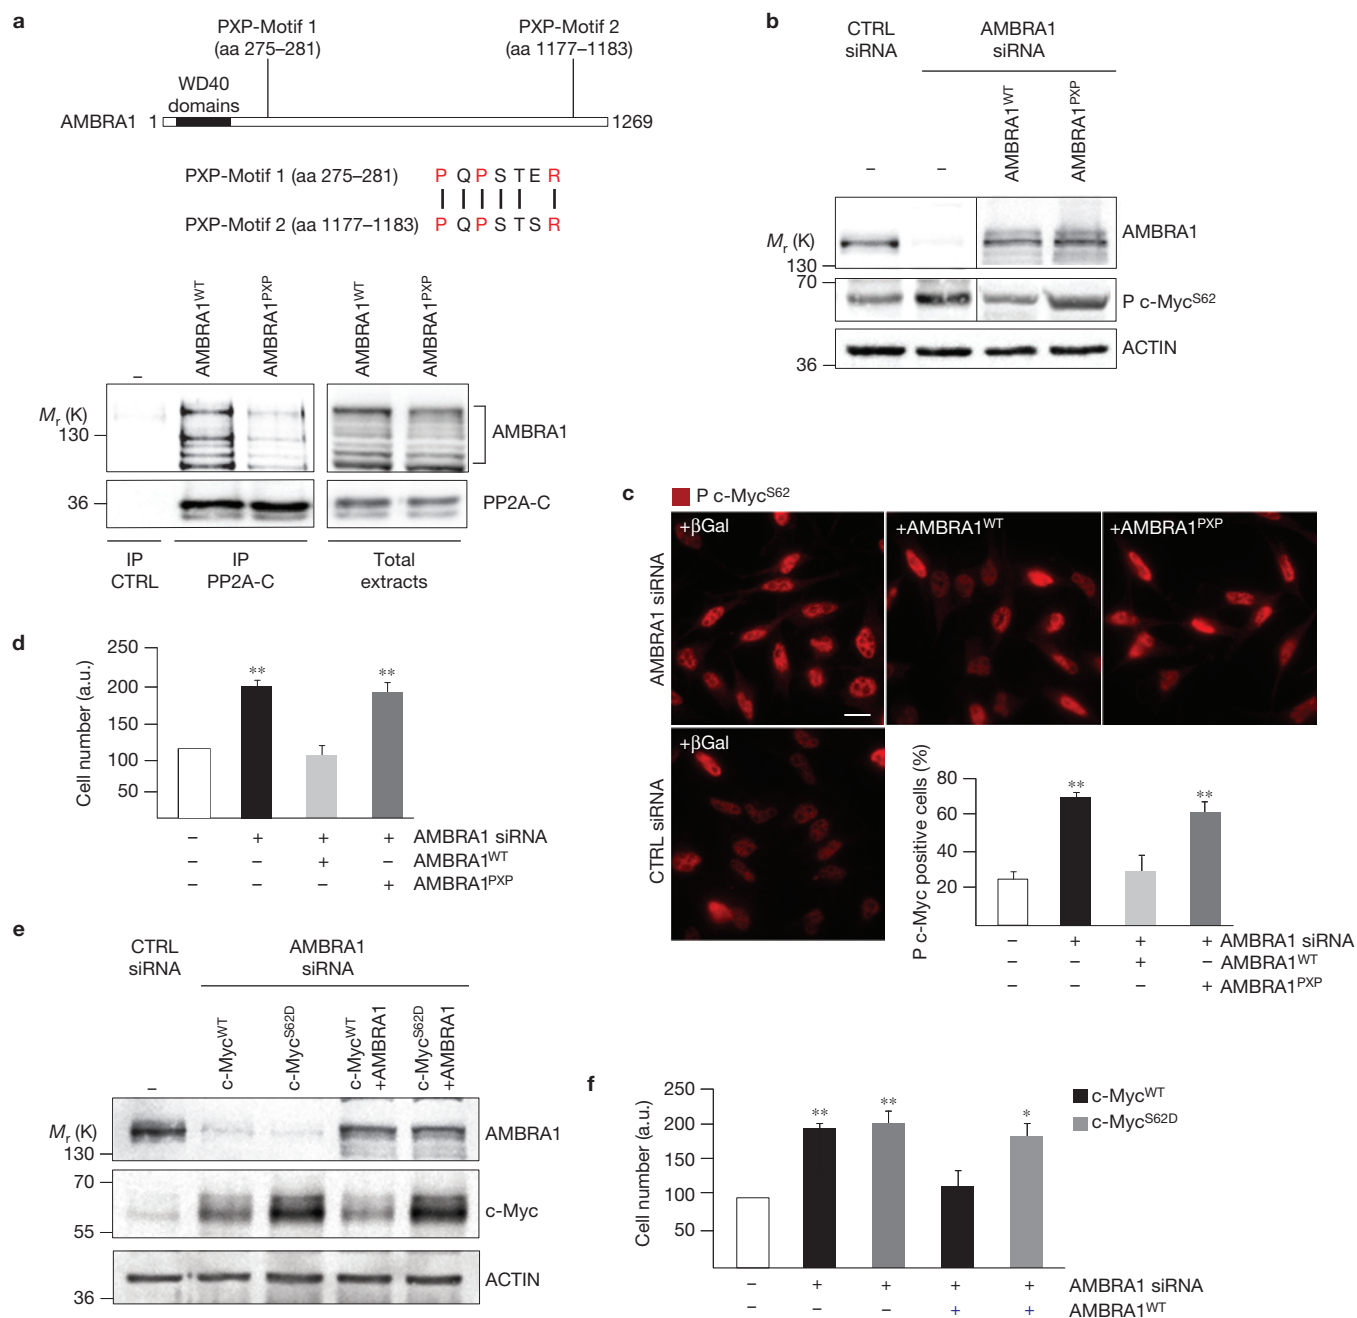 a
PXP-Motif 1
(aa 275–281)
PXP-Motif 2
(aa 1177–1183)
WD40
domains
AMBRA1 1 1269
PXP-Motif 1 (aa 275–281) P Q P S T E R
PXP-Motif 2 (aa 1177–1183) P Q P S T S R
– AMBRA1WT AMBRA1PXP AMBRA1WT AMBRA1PXP
Mr (K)
130
AMBRA1
36
PP2A-C
IP
CTRL
IP
PP2A-C
Total
extracts
b
CTRL
siRNA
AMBRA1
siRNA
– – AMBRA1WT AMBRA1PXP
Mr (K)
130
AMBRA1
70
P c-MycS62
36
ACTIN
c
P c-MycS62
AMBRA1 siRNA
+βGal
+AMBRA1WT
+AMBRA1PXP
CTRL siRNA
+βGal
P c-Myc positive cells (%)
80
60
40
20
** **
– + + + AMBRA1 siRNA
– – + – AMBRA1WT
– – – + AMBRA1PXP
d
Cell number (a.u.)
250
200
150
100
50
** **
– + + + AMBRA1 siRNA
– – + – AMBRA1WT
– – – + AMBRA1PXP
e
CTRL
siRNA
AMBRA1
siRNA
–
c-MycWT
c-MycS62D
c-MycWT
+AMBRA1
c-MycS62D
+AMBRA1
Mr (K)
130
AMBRA1
70
55
c-Myc
36
ACTIN
f
Cell number (a.u.)
250
200
150
100
50
** ** *
c-MycWT
c-MycS62D
– + + + + AMBRA1 siRNA
– – – + + AMBRA1WT